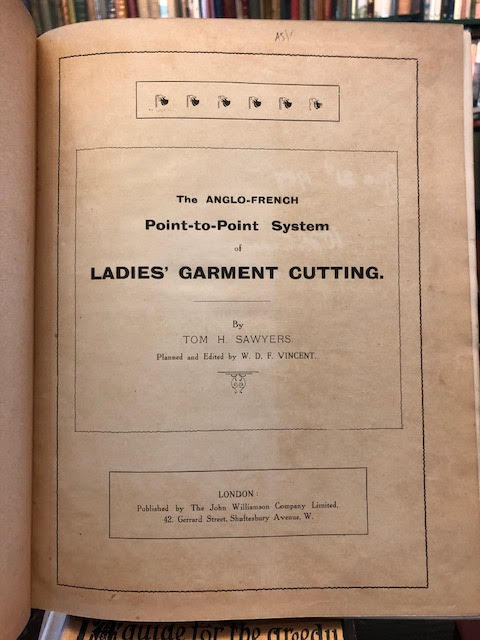 The ANGLO-FRENCH
Point-to-Point System
of
LADIES' GARMENT CUTTING.
By
TOM H. SAWYERS.
Planned and Edited by W. D. F. VINCENT.
LONDON:
Published by The John Williamson Company Limited,
42. Gerrard Street, Shaftesbury Avenue, W.
guide for the greedy